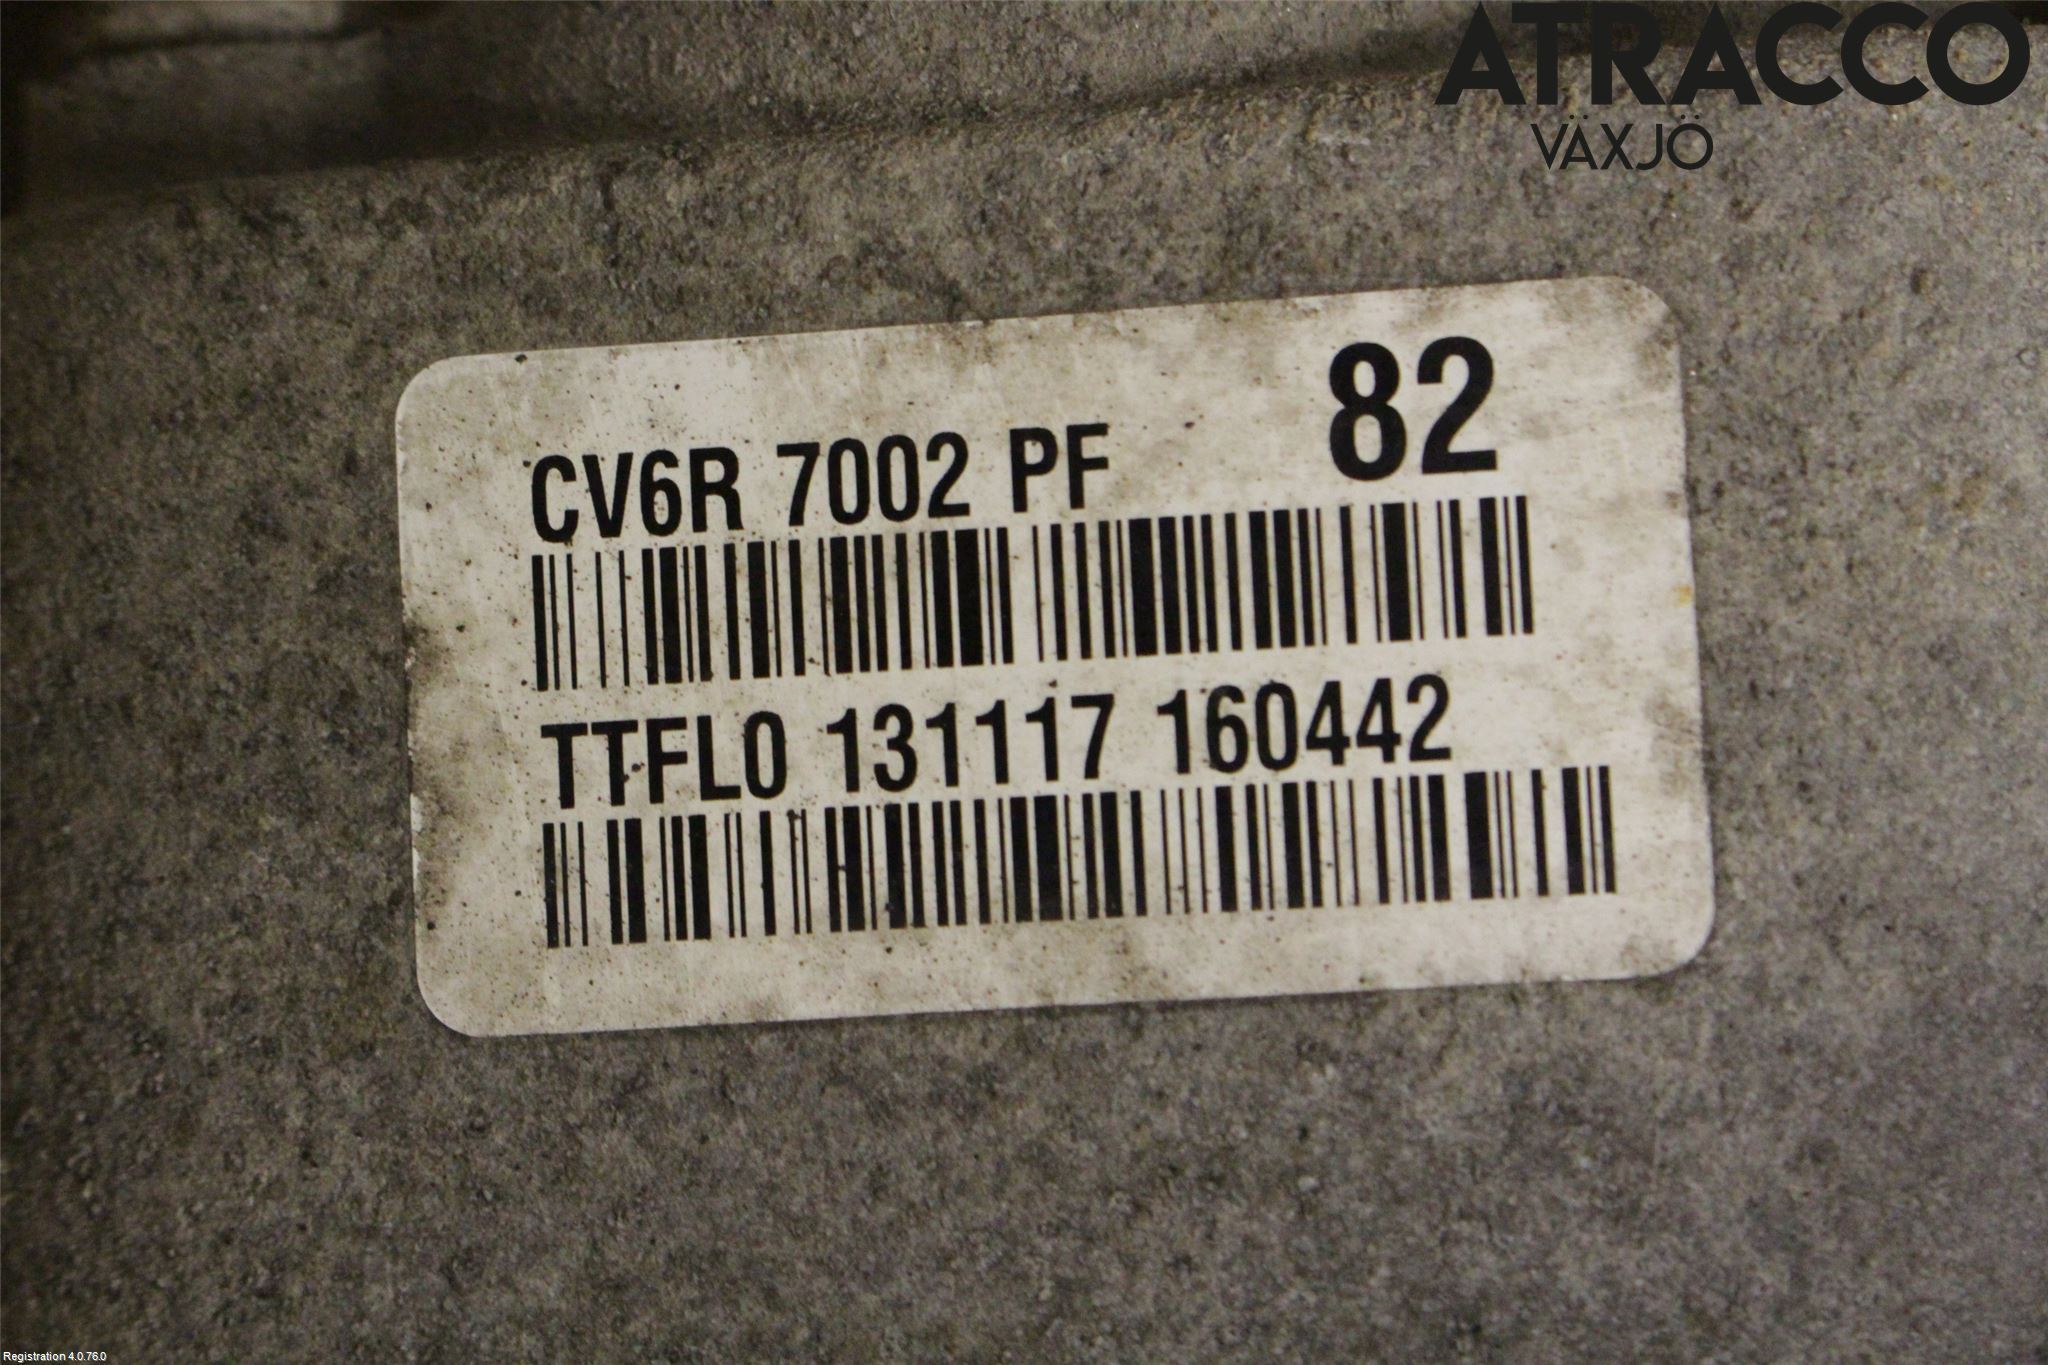 ATRACCO
VÄXJÖ
82
CV6R 7002 PF
TTFL0 131117 160442
Registration 4.0.76.0